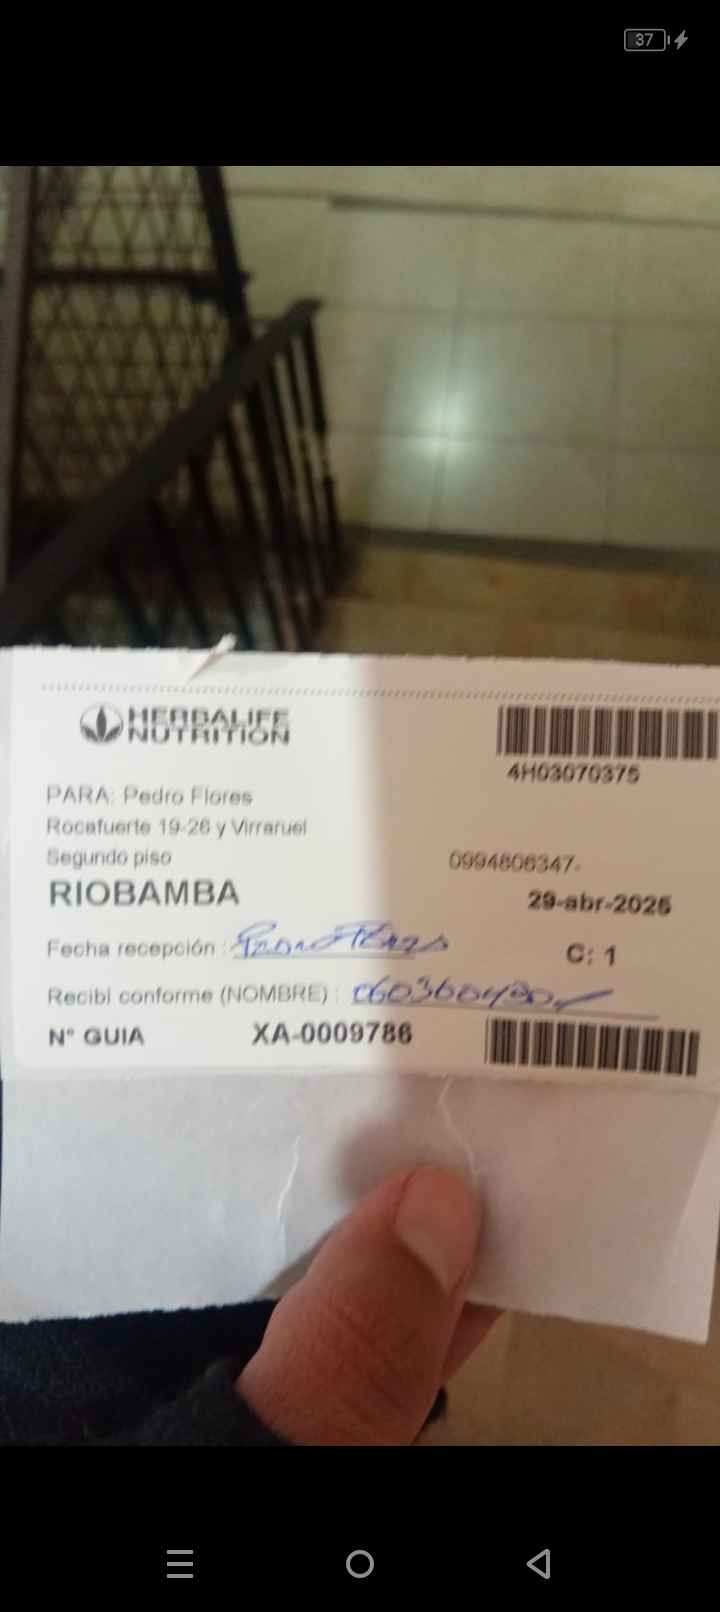 37
HERBALIFE
NUTRITION
4H03070375
PARA: Pedro Flores
Rocafuerte 19-26 y Virraruel
Segundo piso
0994806347-
RIOBAMBA
29-abr-2025
Fecha recepción :
C: 1
Recibí conforme (NOMBRE) :
N° GUIA XA-0009786